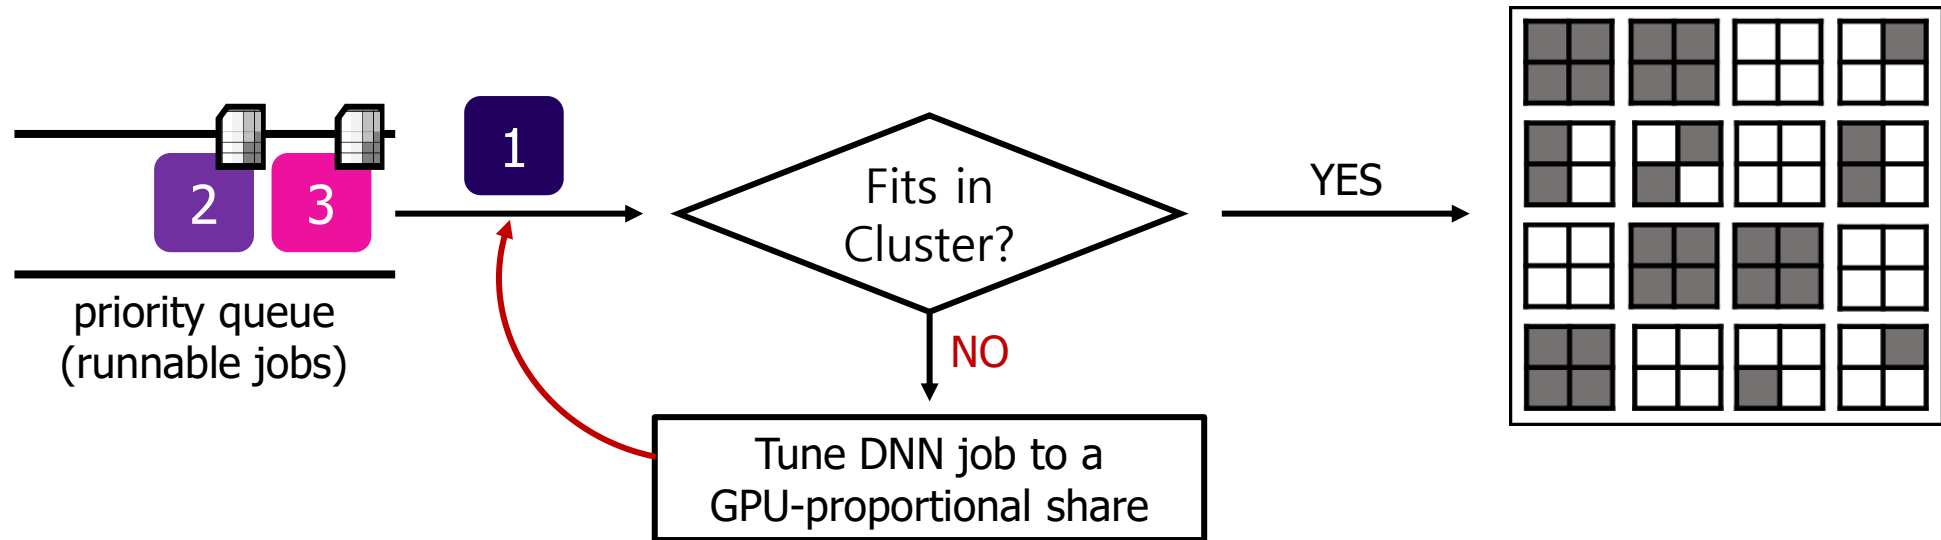 1
2
3
Fits in
Cluster?
YES
priority queue
(runnable jobs)
NO
Tune DNN job to a
GPU-proportional share